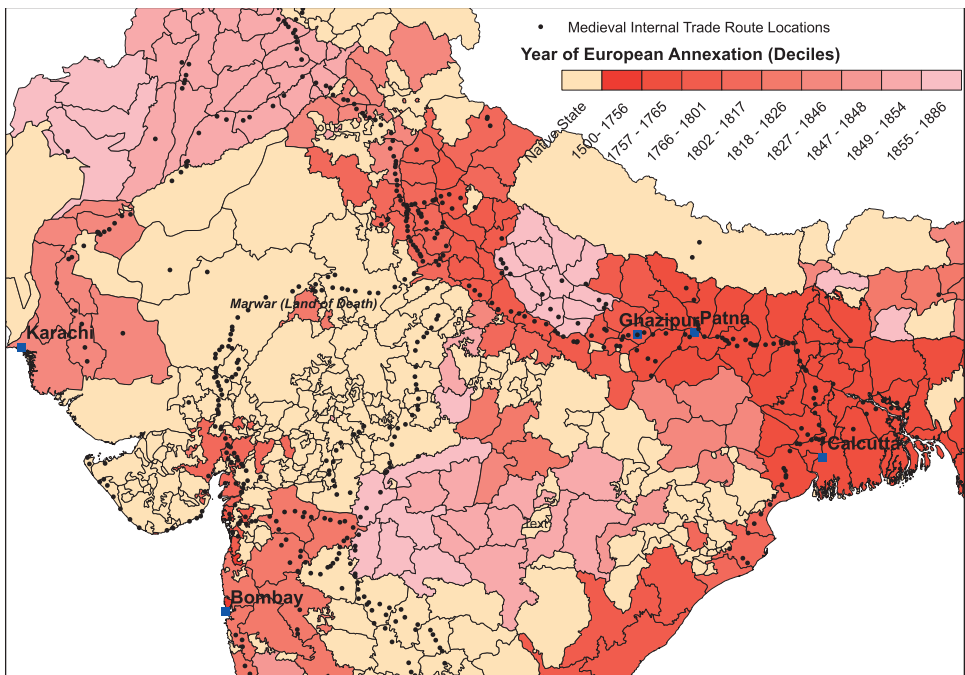 Medieval Internal Trade Route Locations
Year of European Annexation (Deciles)
Native State
1500 - 1756
1757 - 1765
1766 - 1801
1802 - 1817
1818 - 1826
1827 - 1846
1847 - 1848
1849 - 1854
1855 - 1886
Marwar (Land of Death)
Karachi
Ghazipur
Patna
Calcutta
text
Bombay